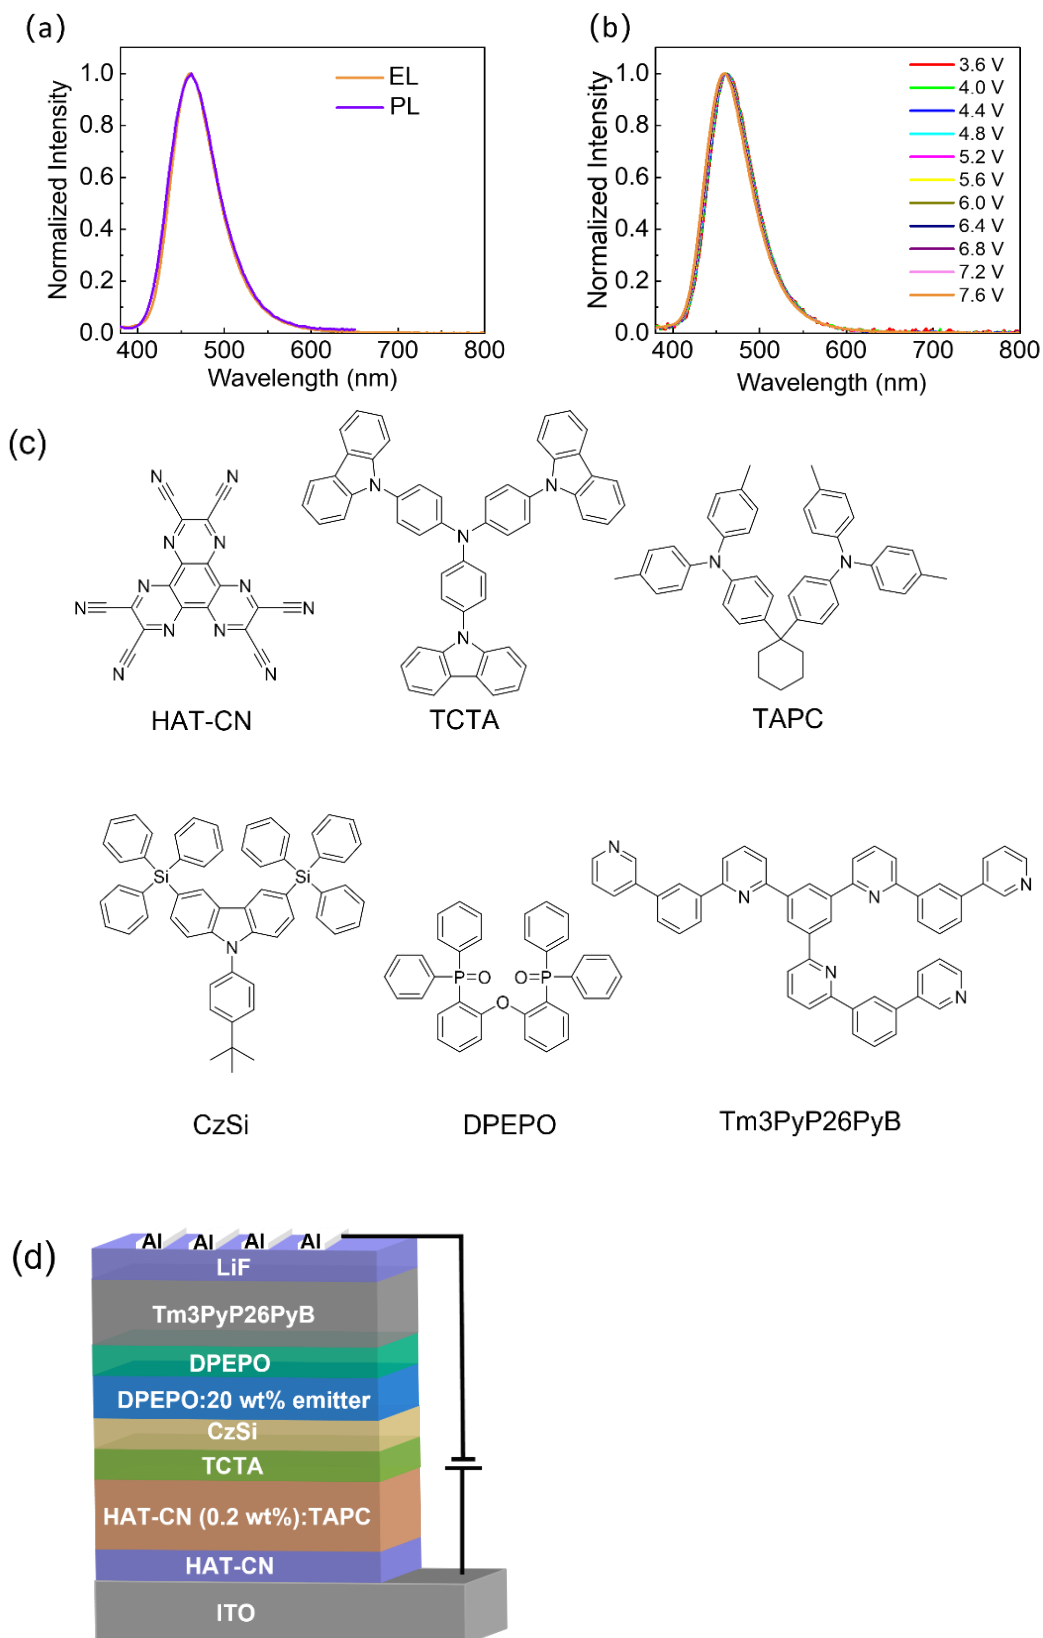 (a)
Normalized Intensity
1.0
0.8
0.6
0.4
0.2
0.0
EL
PL
400 500 600 700 800
Wavelength (nm)
(b)
Normalized Intensity
1.0
0.8
0.6
0.4
0.2
0.0
3.6 V
4.0 V
4.4 V
4.8 V
5.2 V
5.6 V
6.0 V
6.4 V
6.8 V
7.2 V
7.6 V
400 500 600 700 800
Wavelength (nm)
(c)
N N
N N
N N
N N
N N
N N
HAT-CN
N N
N
N
TCTA
N N
TAPC
Si Si
N
CzSi
P=O O=P
O
DPEPO
N
N N
N
N
N
Tm3PyP26PyB
(d)
Al Al Al Al
LiF
Tm3PyP26PyB
DPEPO
DPEPO:20 wt% emitter
CzSi
TCTA
HAT-CN (0.2 wt%):TAPC
HAT-CN
ITO